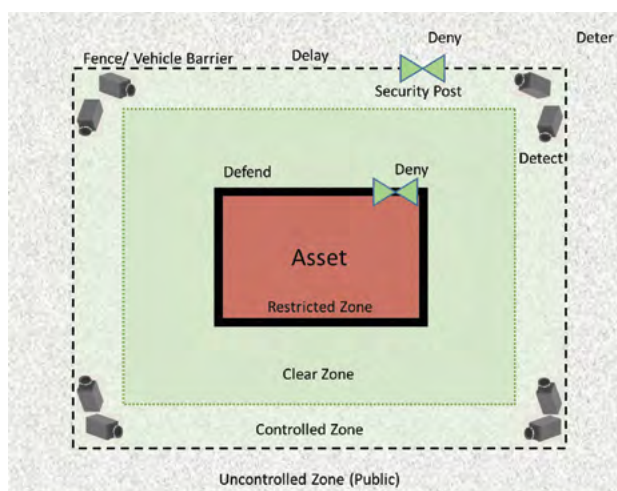 Deny
Deter
Fence/ Vehicle Barrier
Delay
Security Post
Detect
Defend
Deny
Asset
Restricted Zone
Clear Zone
Controlled Zone
Uncontrolled Zone (Public)